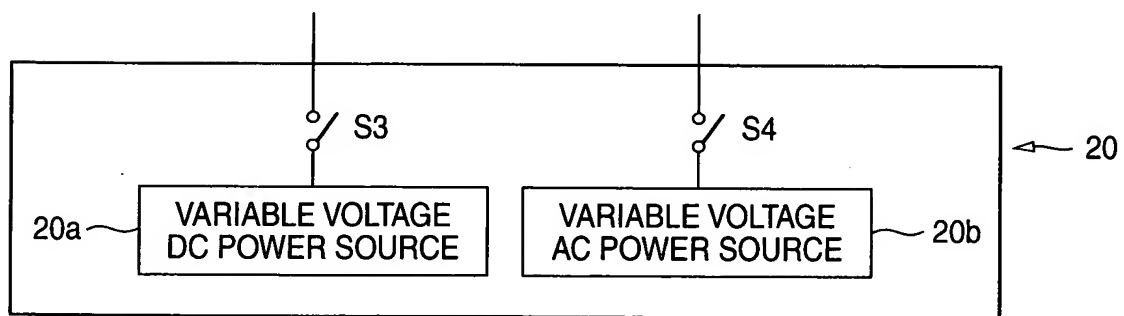 S3
S4
20
20a
VARIABLE VOLTAGE
DC POWER SOURCE
VARIABLE VOLTAGE
AC POWER SOURCE
20b